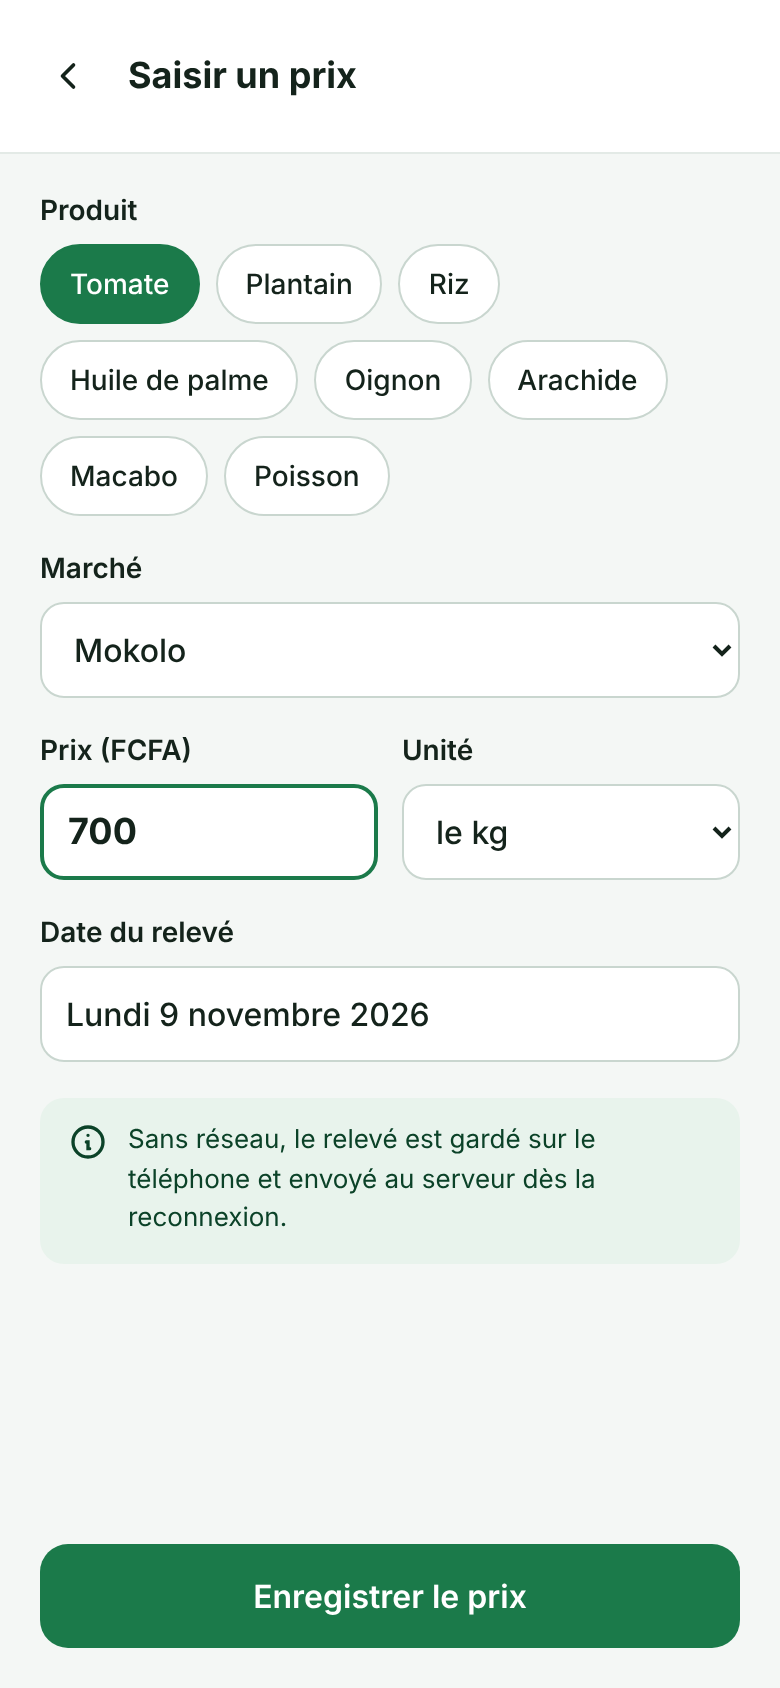 Saisir un prix
Produit
Tomate
Plantain
Riz
Huile de palme
Oignon
Arachide
Macabo
Poisson
Marché
Mokolo
Prix (FCFA)
Unité
700
le kg
Date du relevé
Lundi 9 novembre 2026
Sans réseau, le relevé est gardé sur le
téléphone et envoyé au serveur dès la
reconnexion.
Enregistrer le prix